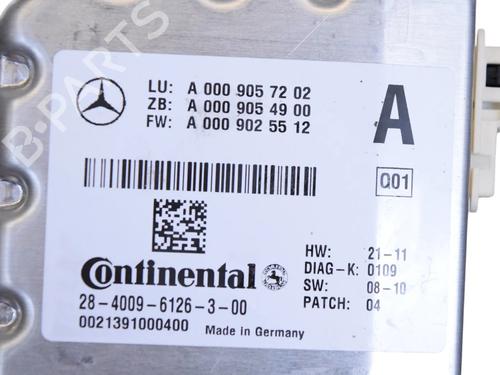 LU: A 000 905 72 02
ZB: A 000 905 49 00
FW: A 000 902 55 12
A
Q01
Continental
HW: 21-11
DIAG-K: 0109
SW: 08-10
PATCH: 04
28-4009-6126-3-00
0021391000400 Made in Germany
B-Parts